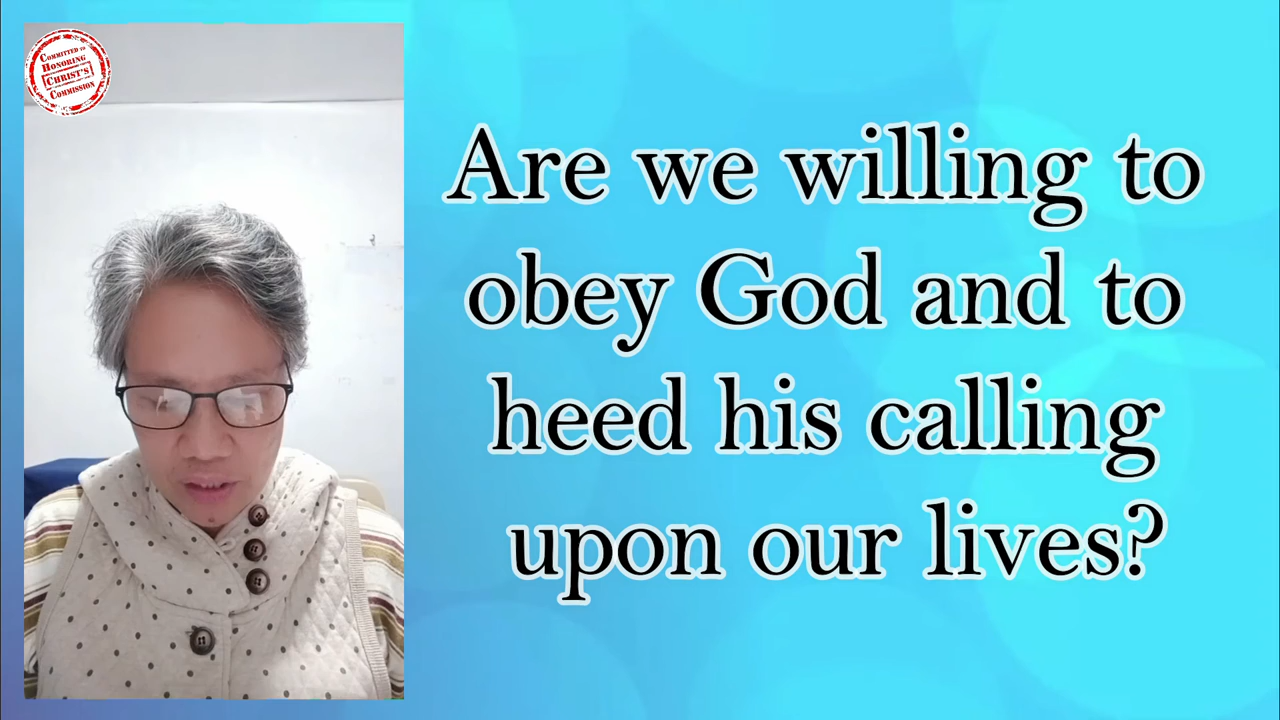 COMMITTED TO
HONORING
CHRIST'S
COMMISSION
Are we willing to
obey God and to
heed his calling
upon our lives?